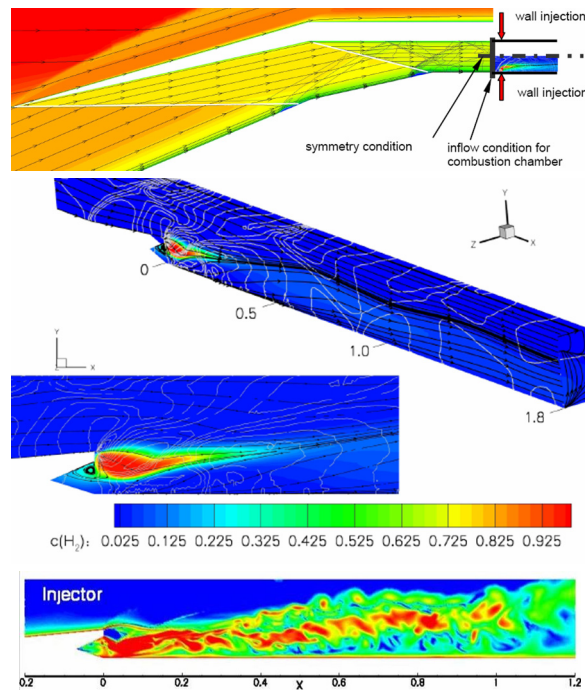 wall injection
wall injection
symmetry condition
inflow condition for
combustion chamber
Y
Z
X
0
0.5
1.0
1.8
Y
X
c(H₂): 0.025 0.125 0.225 0.325 0.425 0.525 0.625 0.725 0.825 0.925
Injector
-0.2 0 0.2 0.4 0.6 0.8 1 1.2
X